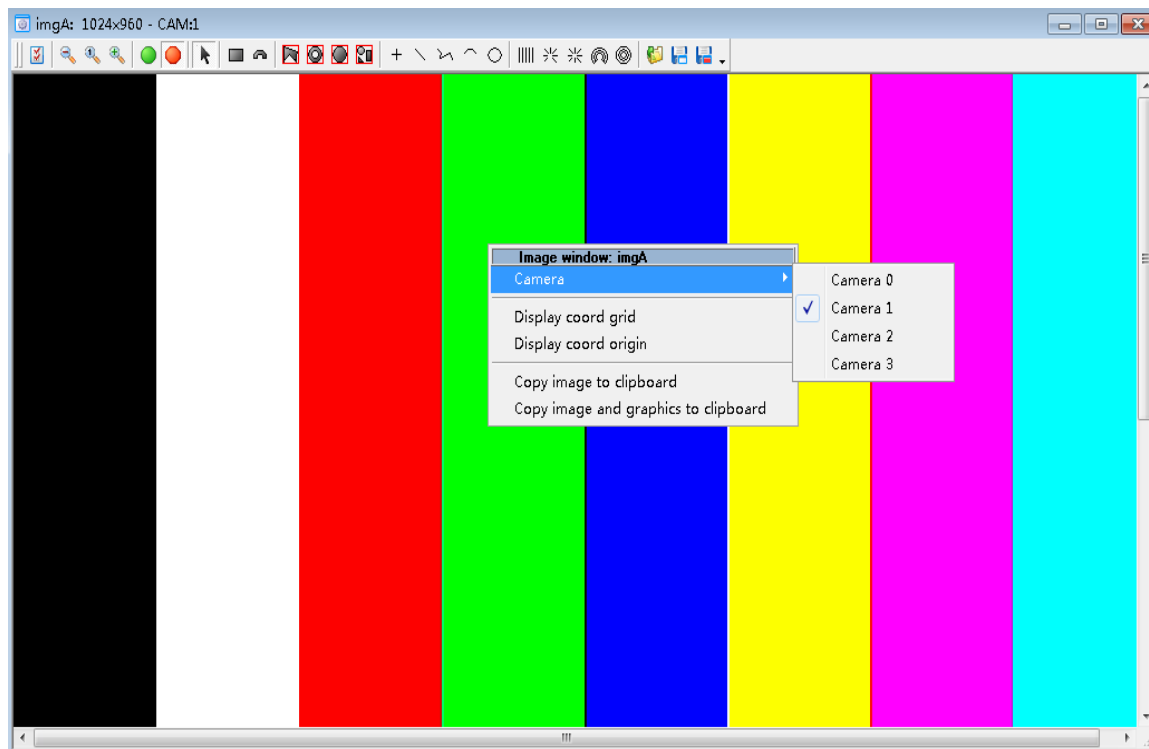 imgA: 1024x960 - CAM:1
Image window: imgA
Camera
Camera 0
Camera 1
Camera 2
Camera 3
Display coord grid
Display coord origin
Copy image to clipboard
Copy image and graphics to clipboard